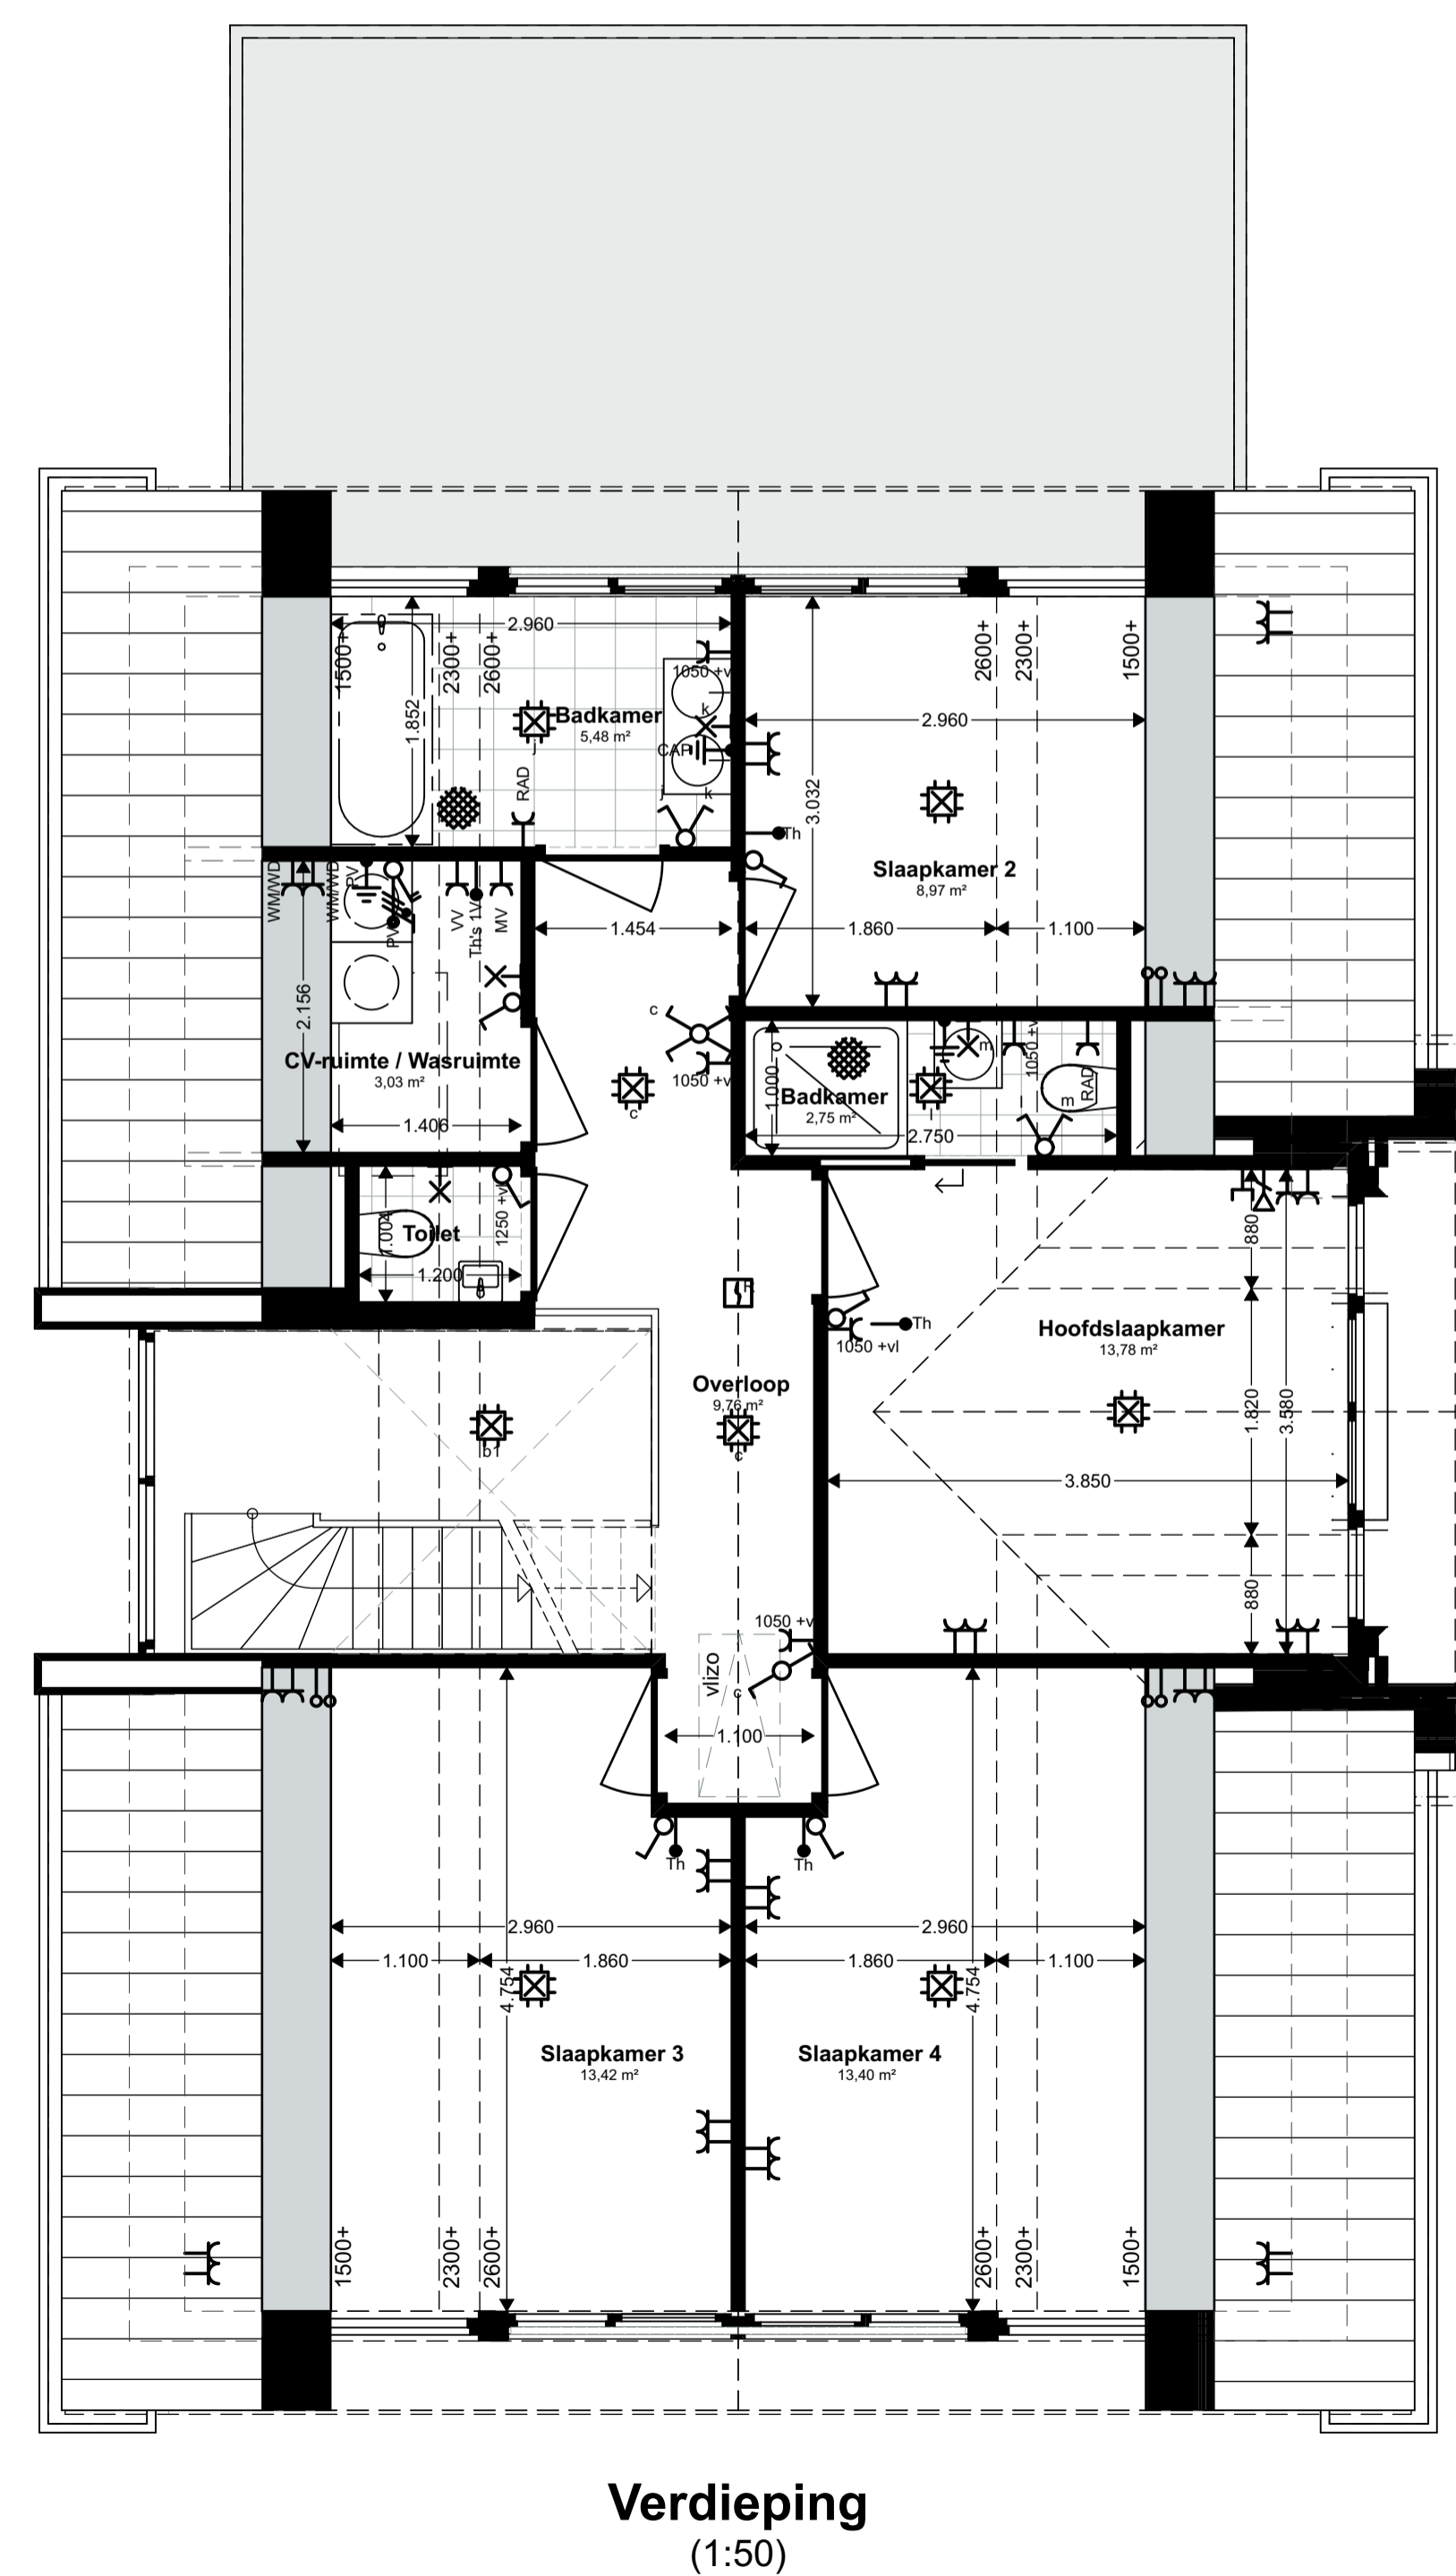 2.960
1500+
2300+
2600+
1.852
1050 +v
k
Badkamer
5,48 m²
j
CAP
RAD
j
k
2600+
2300+
1500+
2.960
3.032
Th
Slaapkamer 2
8,97 m²
1.860
1.100
WM/WD
WM/WD
PV
PV
VV
Th's 1V
MV
1.454
2.156
CV-ruimte / Wasruimte
3,03 m²
1.406
c
1050 +v
c
1.000
Badkamer
2,75 m²
2.750
m
l
1050 +v
RAD
l
m
1.004
Toilet
1250 +vl
1.200
R
Th
1050 +vl
Hoofdslaapkamer
13,78 m²
880
1.820
3.580
880
3.850
Overloop
9,76 m²
c
b1
1050 +v
vlizo
c
1.100
Th
Th
2.960
2.960
1.100
1.860
1.860
1.100
4.754
4.754
Slaapkamer 3
13,42 m²
Slaapkamer 4
13,40 m²
1500+
2300+
2600+
2600+
2300+
1500+
Verdieping
(1:50)